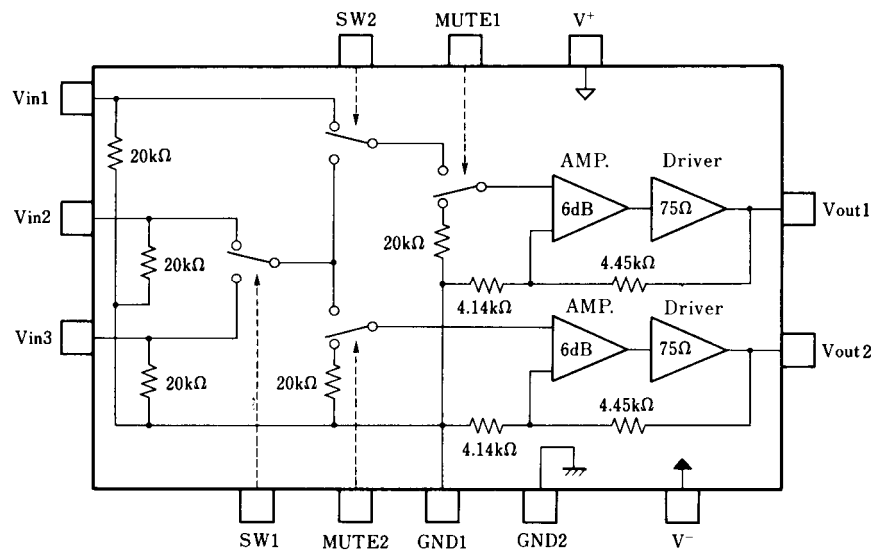 SW2 MUTE1 V+
Vin1
20kΩ
AMP. Driver
Vin2
6dB 75Ω
Vout1
20kΩ
20kΩ
4.14kΩ
4.45kΩ
AMP. Driver
Vin3
6dB 75Ω
Vout2
20kΩ
20kΩ
4.45kΩ
4.14kΩ
SW1 MUTE2 GND1 GND2 V−